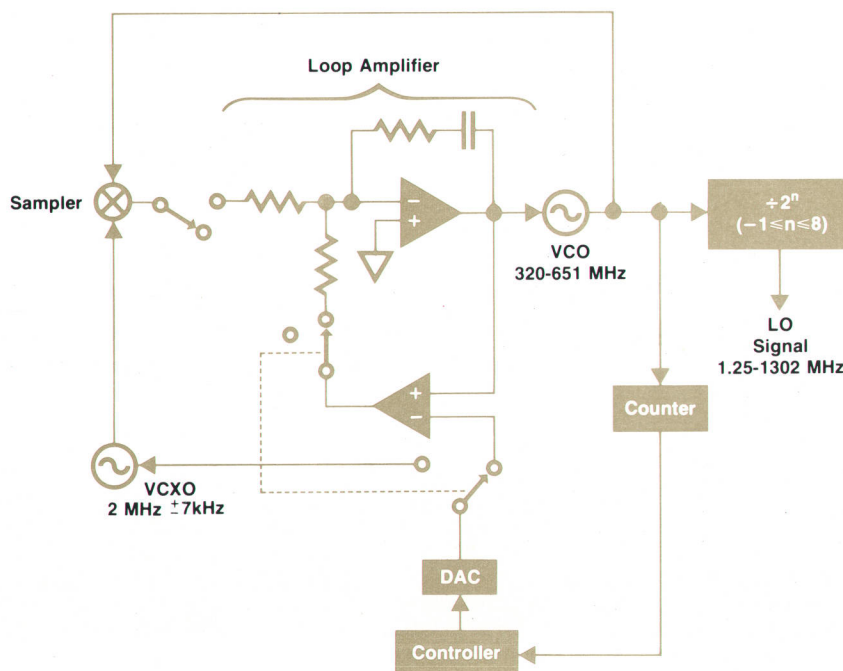 Loop Amplifier
Sampler
−
+
VCO
320-651 MHz
÷2ⁿ
(−1≤n≤8)
LO
Signal
1.25-1302 MHz
+
−
Counter
VCXO
2 MHz ±7kHz
DAC
Controller